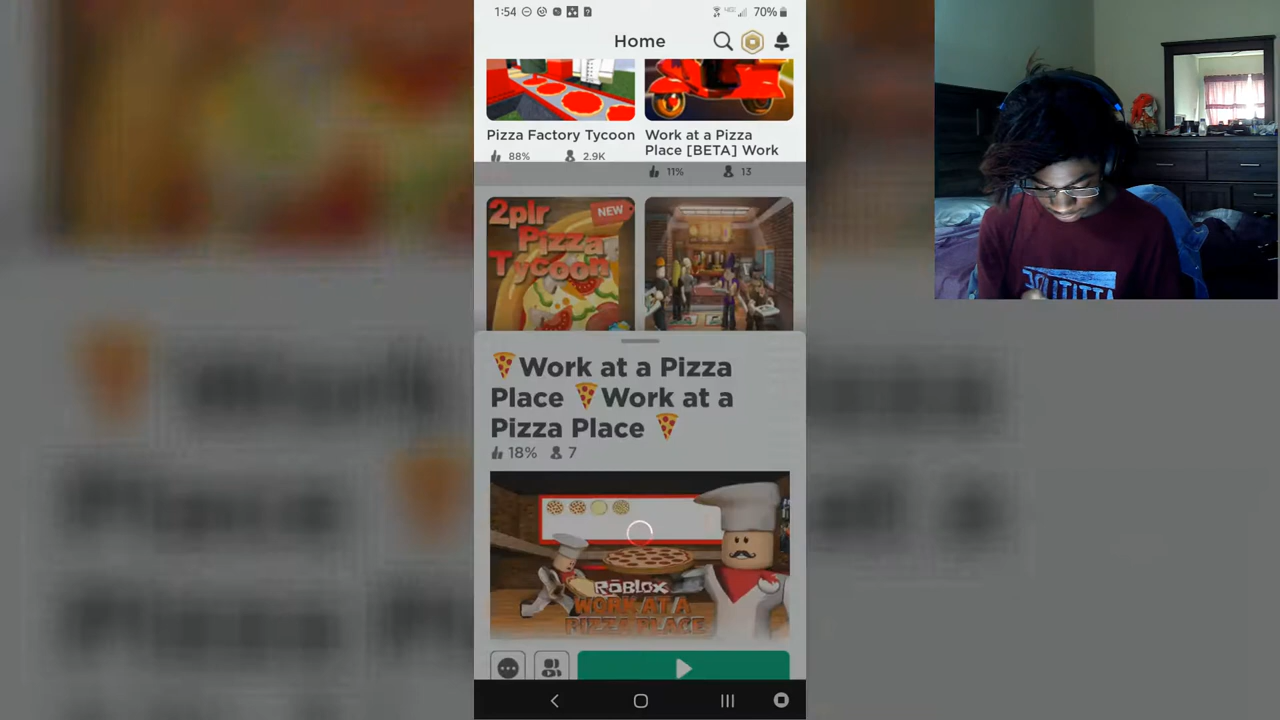 1:54
70%
Home
Pizza Factory Tycoon
88% 2.9K
Work at a Pizza
Place [BETA] Work
11% 13
2plr
Pizza
Tycoon
NEW
🍕Work at a Pizza
Place 🍕Work at a
Pizza Place 🍕
18% 7
ROBLOX
WORK AT A
PIZZA PLACE